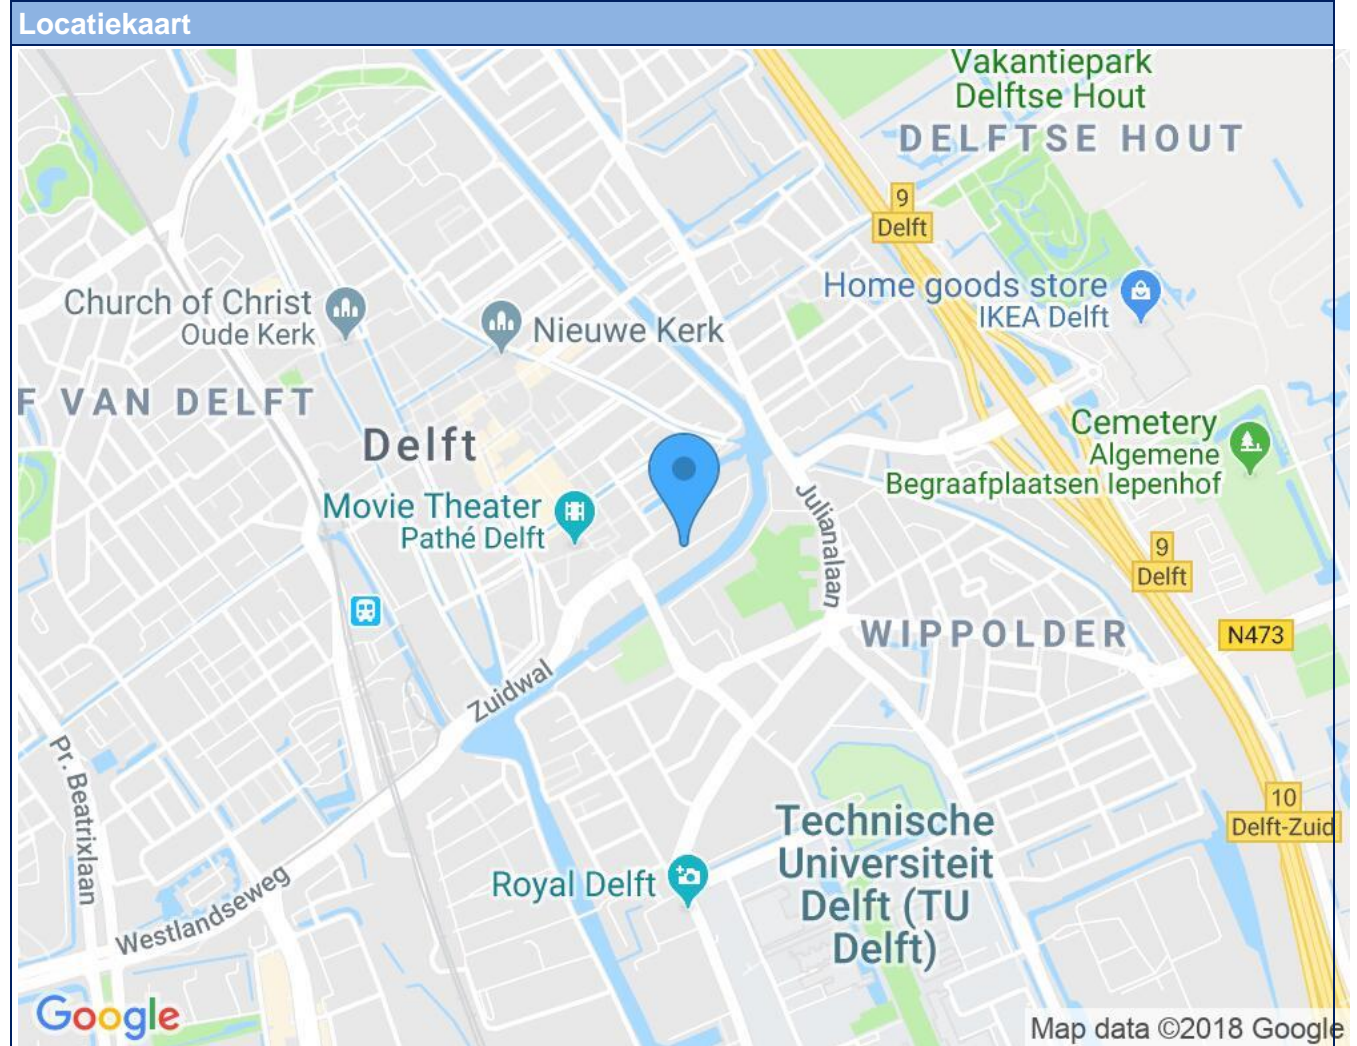 Locatiekaart
Vakantiepark
Delftse Hout
DELFTSE HOUT
9
Delft
Home goods store
IKEA Delft
Church of Christ
Oude Kerk
Nieuwe Kerk
F VAN DELFT
Delft
Cemetery
Algemene
Begraafplaatsen Iepenhof
Movie Theater
Pathé Delft
Julianalaan
9
Delft
WIPPOLDER
N473
Zuidwal
Pr. Beatrixlaan
10
Delft-Zuid
Technische
Universiteit
Delft (TU
Delft)
Royal Delft
Westlandseweg
Google
Map data ©2018 Google